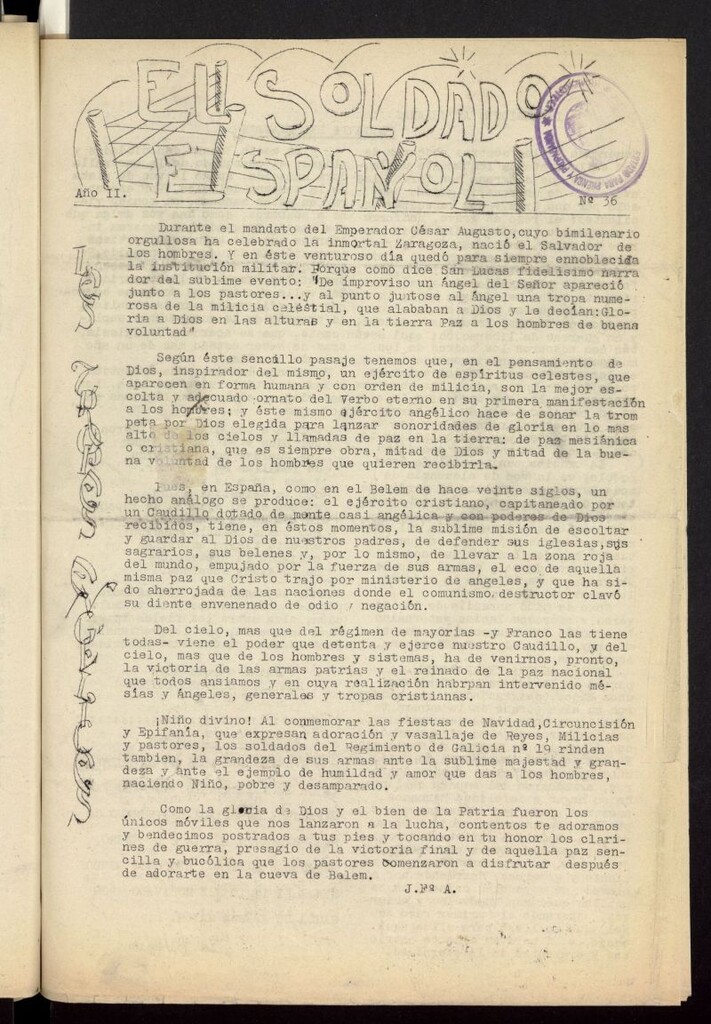 EL SOLDADO
ESPAÑOL
Año II.
Nº 36
Durante el mandato del Emperador César Augusto,cuyo bimilenario
orgullosa ha celebrado la inmortal Zaragoza, nació el Salvador de
los hombres. Y en éste venturoso día quedó para siempre ennoblecida
la institución militar. Porque como dice San Lucas fidelísimo narra
dor del sublime evento: "De improviso un ángel del Señor apareció
junto a los pastores...y al punto juntose al ángel una tropa nume-
rosa de la milicia celéstial, que alababan a Dios y le decían:Glo-
ria a Dios en las alturas y en la tierra Paz a los hombres de buena
voluntad"
Según éste sencillo pasaje tenemos que, en el pensamiento de
Dios, inspirador del mismo, un ejército de espíritus celestes, que
aparecen en forma humana y con orden de milicia, son la mejor es-
colta y adecuado ornato del Verbo eterno en su primera manifestación
a los hombres; y éste mismo ejército angélico hace de sonar la trom
peta por Dios elegida para lanzar sonoridades de gloria en lo mas
alto de los cielos y llamadas de paz en la tierra: de paz mesiánica
o cristiana, que es siempre obra, mitad de Dios y mitad de la bue-
na voluntad de los hombres que quieren recibirla.
Pues, en España, como en el Belem de hace veinte siglos, un
hecho análogo se produce: el ejército cristiano, capitaneado por
un Caudillo dotado de mente casi angélica y con poderes de Dios
recibidos, tiene, en éstos momentos, la sublime misión de escoltar
y guardar al Dios de nuestros padres, de defender sus iglesias,sus
sagrarios, sus belenes y, por lo mismo, de llevar a la zona roja
del mundo, empujado por la fuerza de sus armas, el eco de aquella
misma paz que Cristo trajo por ministerio de angeles, y que ha si-
do aherrojada de las naciones donde el comunismo destructor clavó
su diente envenenado de odio y negación.
Del cielo, mas que del régimen de mayorias -y Franco las tiene
todas- viene el poder que detenta y ejerce nuestro Caudillo, y del
cielo, mas que de los hombres y sistemas, ha de venirnos, pronto,
la victoria de las armas patrias y el reinado de la paz nacional
que todos ansiamos y en cuya realización habrpan intervenido mé-
sías y ángeles, generales y tropas cristianas.
¡Niño divino! Al conmemorar las fiestas de Navidad,Circuncisión
y Epifanía, que expresan adoración y vasallaje de Reyes, Milicias
y pastores, los soldados del Regimiento de Galicia nº 19 rinden
tambien, la grandeza de sus armas ante la sublime majestad y gran-
deza y ante el ejemplo de humildad y amor que das a los hombres,
naciendo Niño, pobre y desamparado.
Como la gloria de Dios y el bien de la Patria fueron los
únicos móviles que nos lanzaron a la lucha, contentos te adoramos
y bendecimos postrados a tus pies y tocando en tu honor los clari-
nes de guerra, presagio de la victoria final y de aquella paz sen-
cilla y bucólica que los pastores comenzaron a disfrutar después
de adorarte en la cueva de Belem.
J.Fº A.